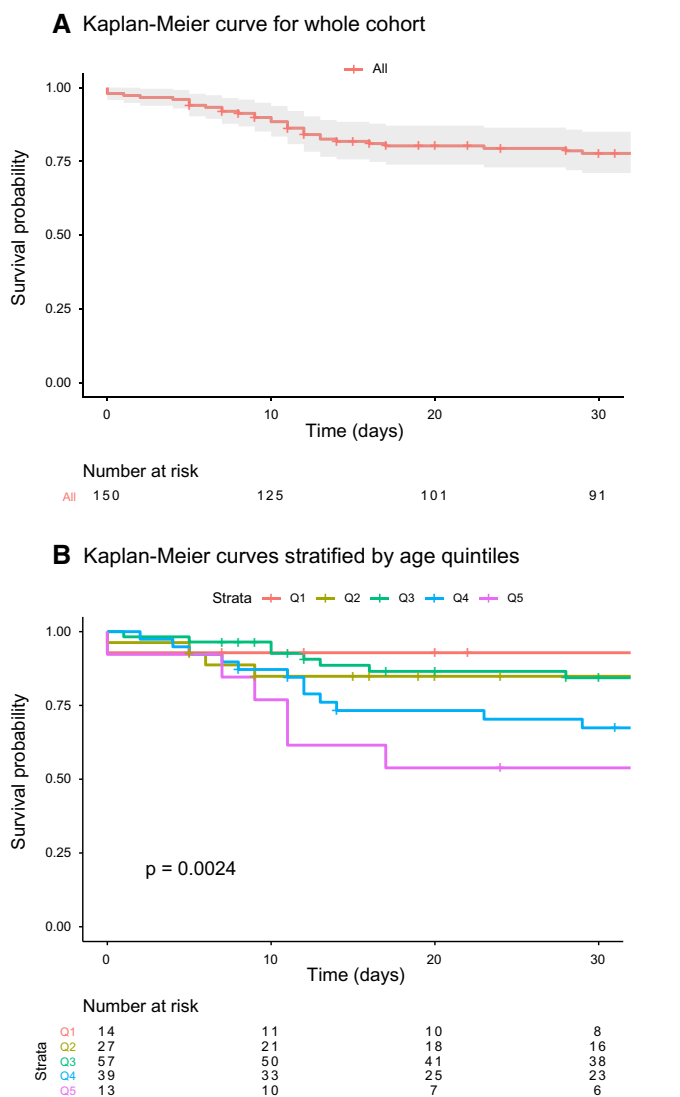 A Kaplan-Meier curve for whole cohort
All
1.00
0.75
0.50
0.25
0.00
Survival probability
0 10 20 30
Time (days)
Number at risk
All 150 125 101 91
B Kaplan-Meier curves stratified by age quintiles
Strata Q1 Q2 Q3 Q4 Q5
1.00
0.75
0.50
0.25
0.00
Survival probability
p = 0.0024
0 10 20 30
Time (days)
Number at risk
Strata
Q1 14 11 10 8
Q2 27 21 18 16
Q3 57 50 41 38
Q4 39 33 25 23
Q5 13 10 7 6